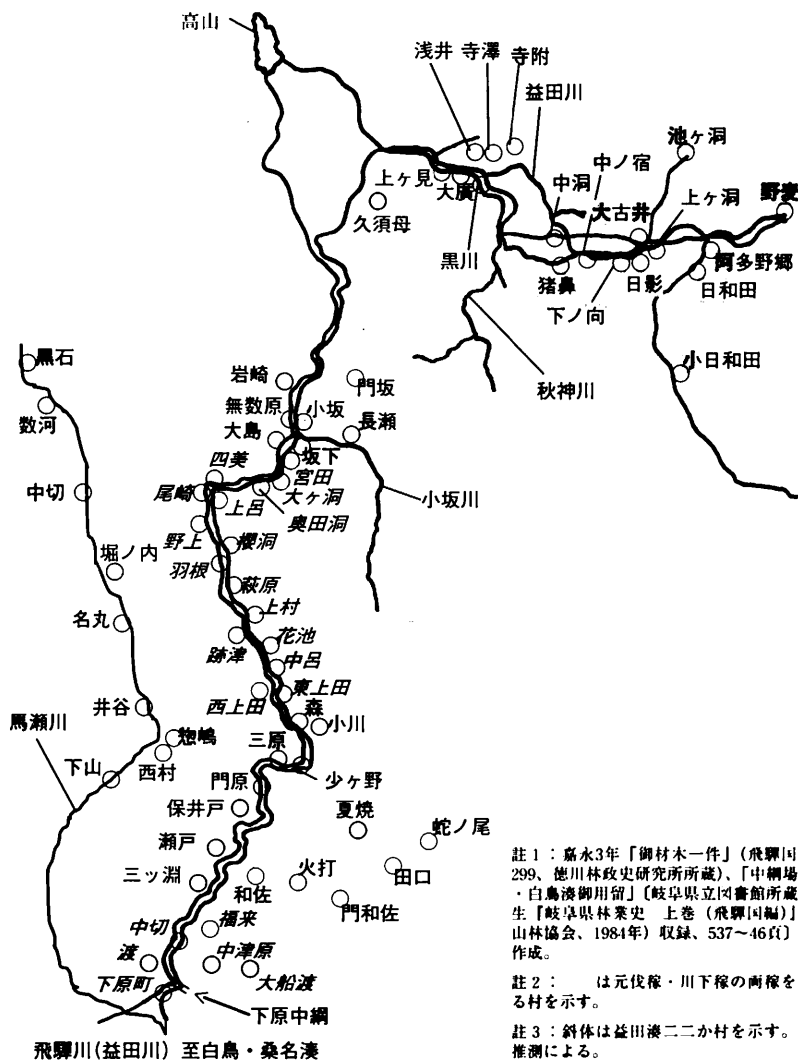 高山
浅井 寺澤 寺附
益田川
池ヶ洞
中ノ宿
中洞
上ヶ見
大廣
大古井
上ヶ洞
野麦
久須母
黒川
猪鼻
日影
阿多野郷
日和田
下ノ向
小日和田
秋神川
黒石
岩崎
門坂
数河
無数原
小坂
大島
長瀬
坂下
四美
宮田
中切
尾崎
大ヶ洞
上呂
奥田洞
小坂川
野上
櫻洞
堀ノ内
羽根
萩原
上村
名丸
跡津
花池
中呂
東上田
井谷
西上田
森
馬瀬川
惣嶋
小川
三原
西村
下山
門原
少ヶ野
保井戸
夏焼
蛇ノ尾
瀬戸
三ッ淵
和佐
火打
田口
門和佐
福来
中切
渡
中津原
大船渡
下原町
下原中綱
飛騨川(益田川) 至白鳥・桑名湊
註1：嘉永3年『御材木一件』(飛騨国
299、徳川林政史研究所所蔵)、『中綱場
・白鳥湊御用留』〔岐阜県立図書館所蔵
生『岐阜県林業史 上巻(飛騨国編)』
山林協会、1984年）収録、537～46頁〕
作成。
註2： は元伐稼・川下稼の両稼を
る村を示す。
註3：斜体は益田湊二二か村を示す。
推測による。